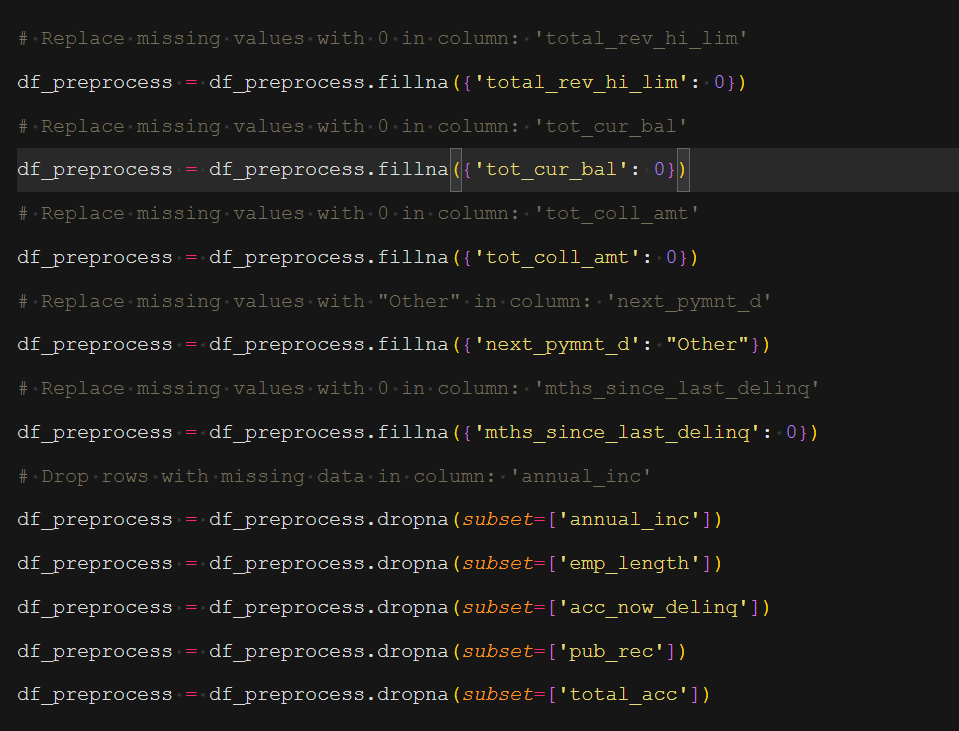 # Replace missing values with 0 in column: 'total_rev_hi_lim'
df_preprocess = df_preprocess.fillna({'total_rev_hi_lim': 0})
# Replace missing values with 0 in column: 'tot_cur_bal'
df_preprocess = df_preprocess.fillna({'tot_cur_bal': 0})
# Replace missing values with 0 in column: 'tot_coll_amt'
df_preprocess = df_preprocess.fillna({'tot_coll_amt': 0})
# Replace missing values with "Other" in column: 'next_pymnt_d'
df_preprocess = df_preprocess.fillna({'next_pymnt_d': "Other"})
# Replace missing values with 0 in column: 'mths_since_last_delinq'
df_preprocess = df_preprocess.fillna({'mths_since_last_delinq': 0})
# Drop rows with missing data in column: 'annual_inc'
df_preprocess = df_preprocess.dropna(subset=['annual_inc'])
df_preprocess = df_preprocess.dropna(subset=['emp_length'])
df_preprocess = df_preprocess.dropna(subset=['acc_now_delinq'])
df_preprocess = df_preprocess.dropna(subset=['pub_rec'])
df_preprocess = df_preprocess.dropna(subset=['total_acc'])